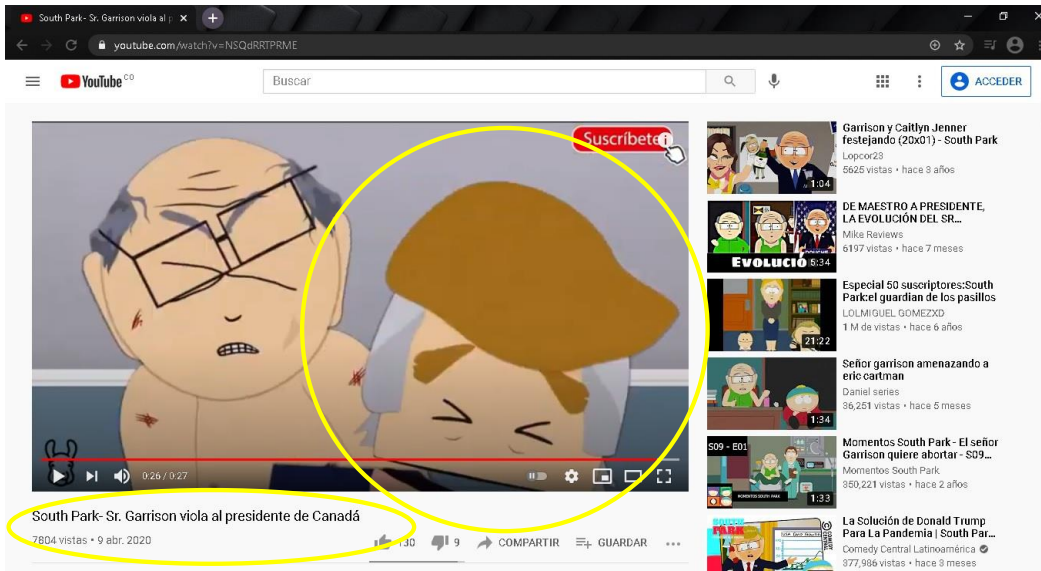 South Park- Sr. Garrison viola al p
youtube.com/watch?v=NSQdRRTPRME
YouTube CO
Buscar
ACCEDER
Suscríbete
0:26 / 0:27
South Park- Sr. Garrison viola al presidente de Canadá
7804 vistas • 9 abr. 2020
130
9
COMPARTIR
GUARDAR
1:04
Garrison y Caitlyn Jenner
festejando (20x01) - South Park
Lopcor23
5625 vistas • hace 3 años
EVOLUCIÓ
5:34
DE MAESTRO A PRESIDENTE,
LA EVOLUCIÓN DEL SR...
Mike Reviews
6197 vistas • hace 7 meses
21:22
Especial 50 suscriptores:South
Park:el guardian de los pasillos
LOLMIGUEL GOMEZXD
1 M de vistas • hace 6 años
1:34
Señor garrison amenazando a
eric cartman
Daniel series
36,251 vistas • hace 5 meses
S09 - E01
MOMENTOS SOUTH PARK
1:33
Momentos South Park - El señor
Garrison quiere abortar - S09...
Momentos South Park
350,221 vistas • hace 2 años
SOUTH
PARK
La Solución de Donald Trump
Para La Pandemia | South Par...
Comedy Central Latinoamérica
377,986 vistas • hace 3 meses